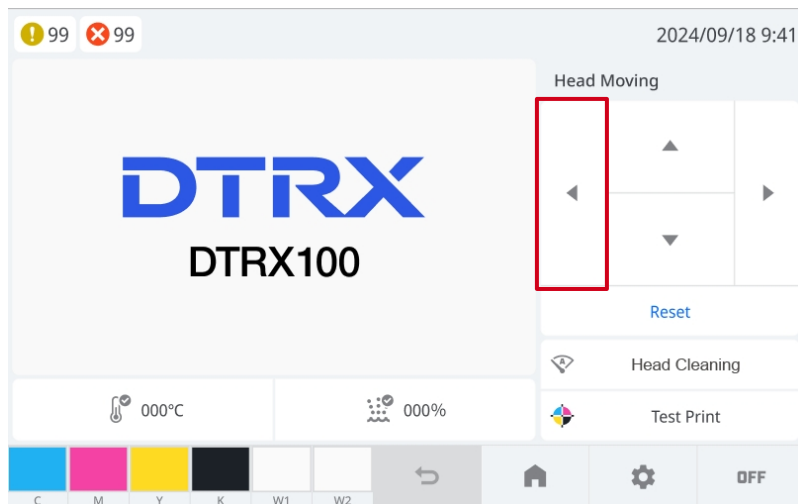 99 99 2024/09/18 9:41
Head Moving
DTRX
DTRX100
Reset
Head Cleaning
000°C 000% Test Print
OFF
C M Y K W1 W2